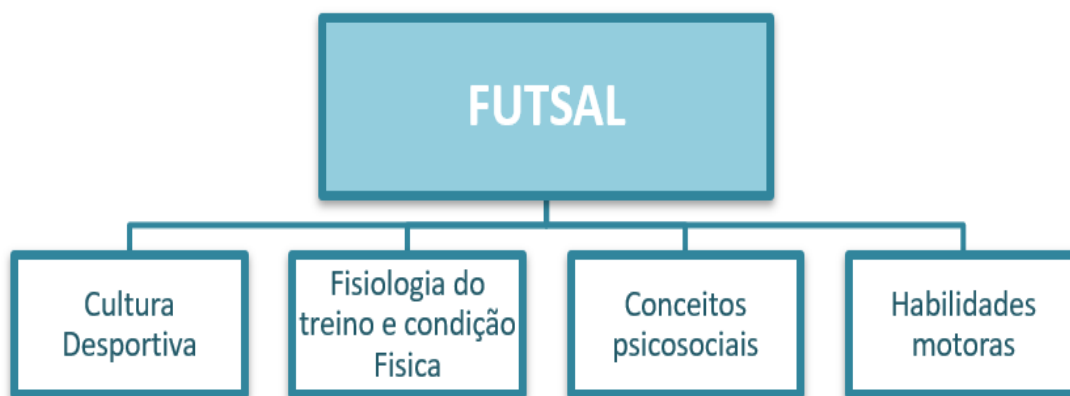 FUTSAL
Cultura
Desportiva
Fisiologia do
treino e condição
Fisica
Conceitos
psicosociais
Habilidades
motoras